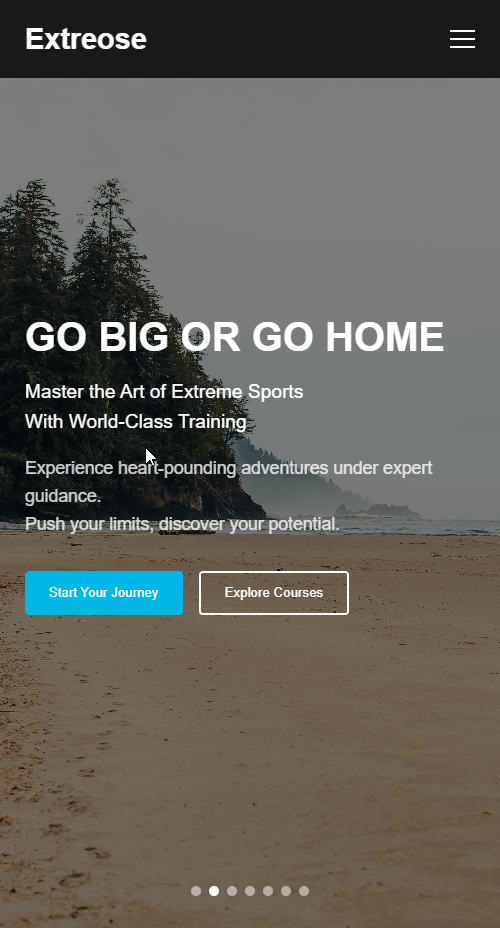 Extreose
GO BIG OR GO HOME
Master the Art of Extreme Sports
With World-Class Training
Experience heart-pounding adventures under expert
guidance.
Push your limits, discover your potential.
Start Your Journey
Explore Courses